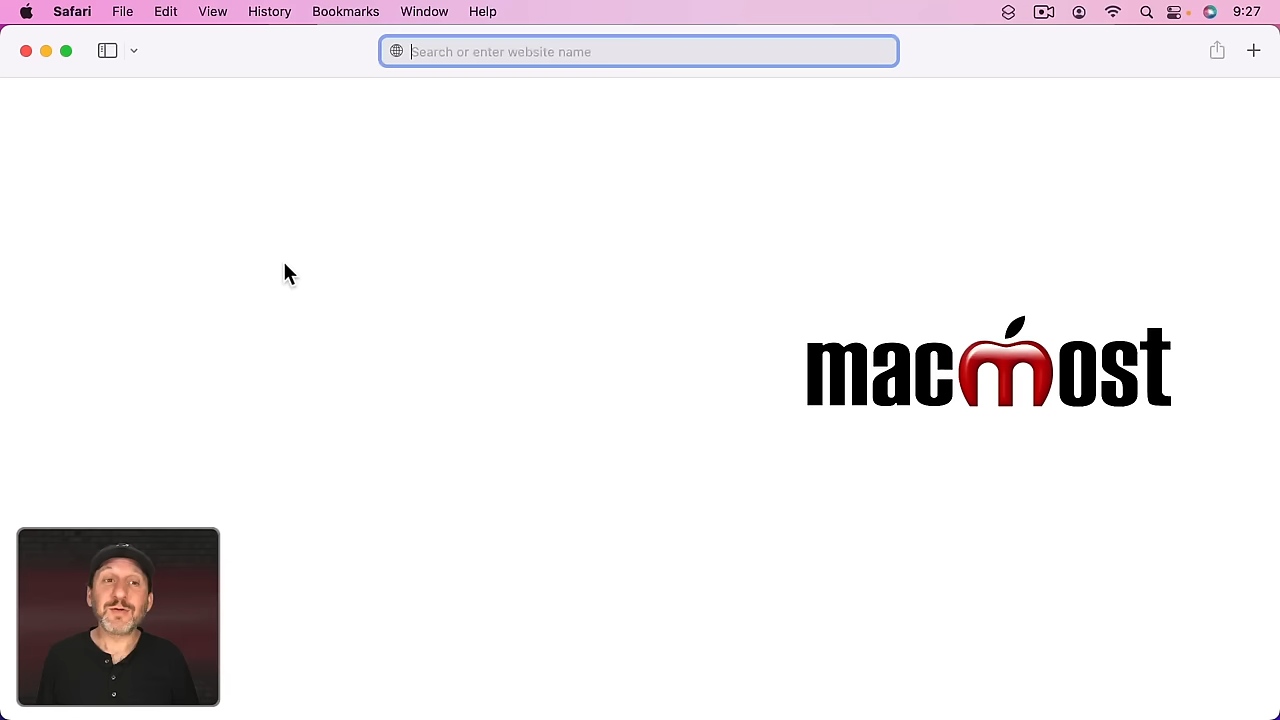 Safari File Edit View History Bookmarks Window Help 9:27
Search or enter website name
macmost